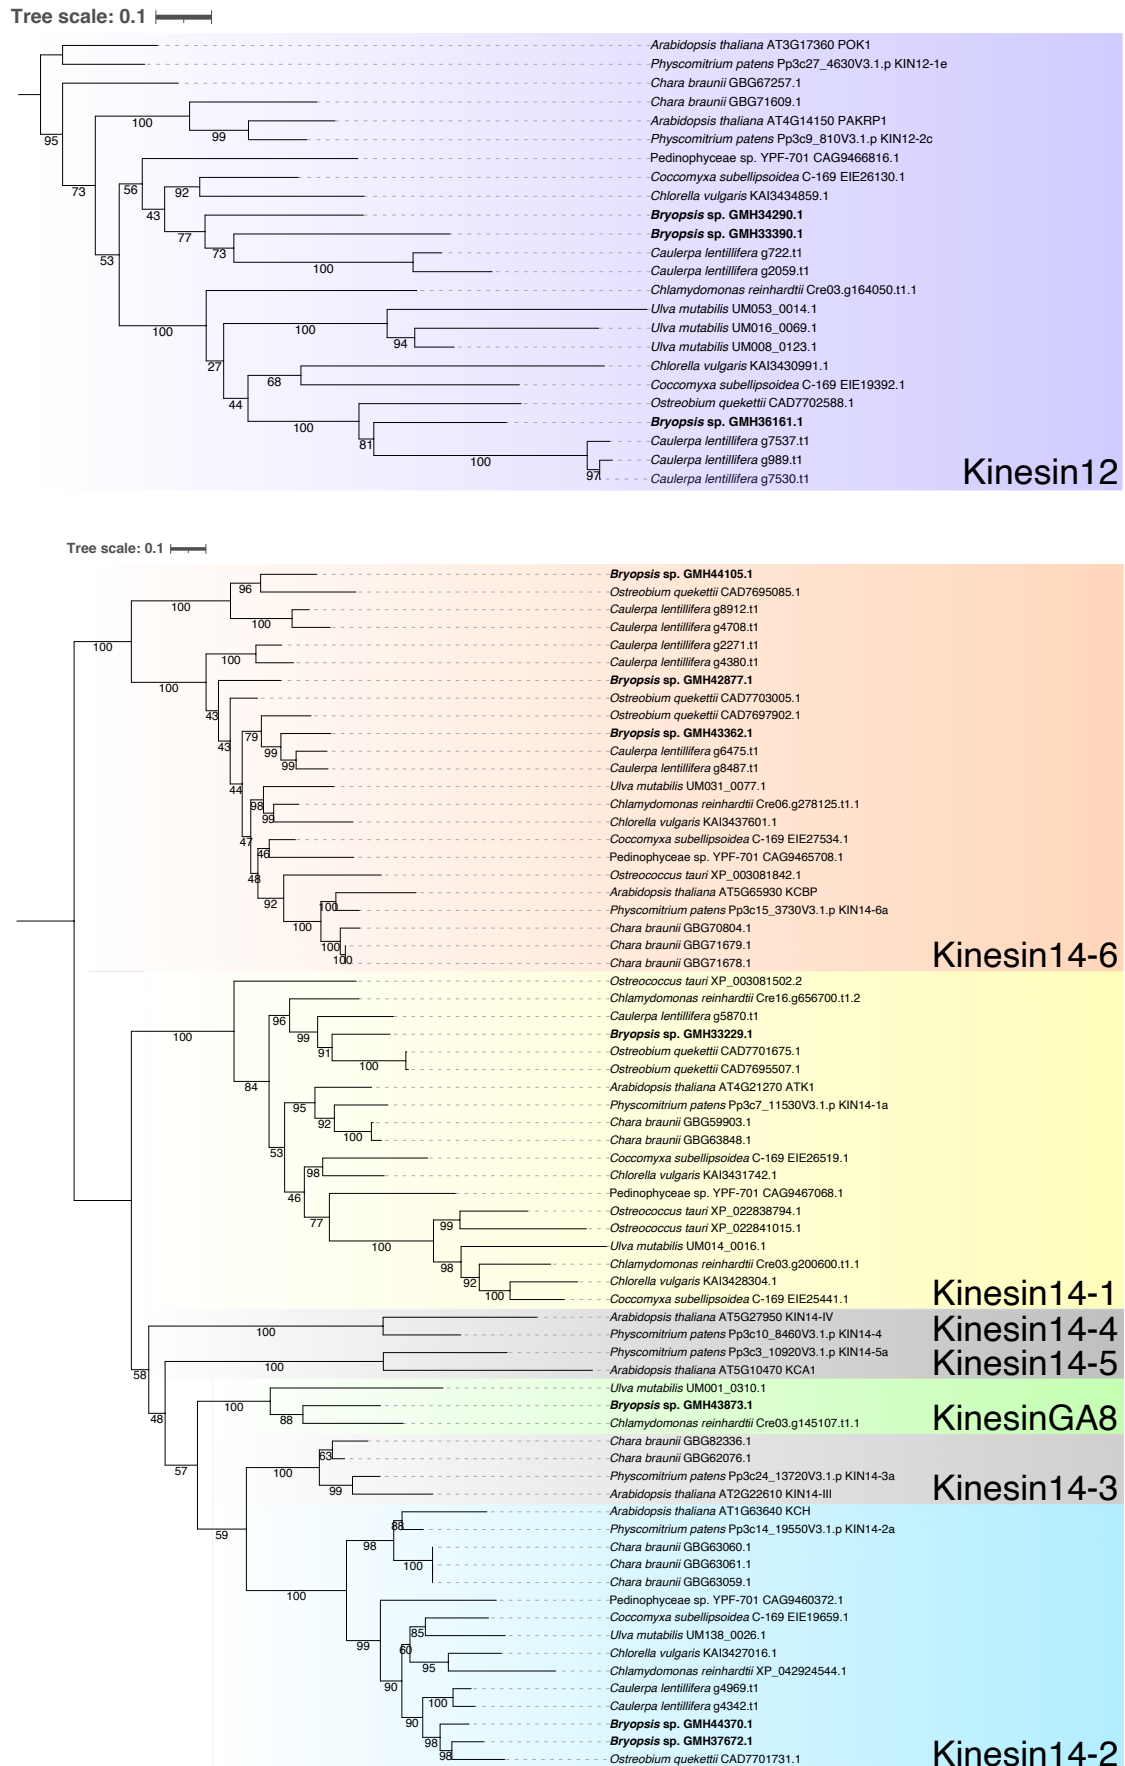 Tree scale: 0.1
Arabidopsis thaliana AT3G17360 POK1
Physcomitrium patens Pp3c27_4630V3.1.p KIN12-1e
Chara braunii GBG67257.1
Chara braunii GBG71609.1
100
Arabidopsis thaliana AT4G14150 PAKRP1
99
95
Physcomitrium patens Pp3c9_810V3.1.p KIN12-2c
Pedinophyceae sp. YPF-701 CAG9466816.1
Coccomyxa subellipsoidea C-169 EIE26130.1
73
56
92
Chlorella vulgaris KAI3434859.1
43
Bryopsis sp. GMH34290.1
77
Bryopsis sp. GMH33390.1
73
Caulerpa lentillifera g722.t1
53
100
Caulerpa lentillifera g2059.t1
Chlamydomonas reinhardtii Cre03.g164050.t1.1
Ulva mutabilis UM053_0014.1
100
100
Ulva mutabilis UM016_0069.1
94
Ulva mutabilis UM008_0123.1
27
Chlorella vulgaris KAI3430991.1
68
Coccomyxa subellipsoidea C-169 EIE19392.1
44
Ostreobium quekettii CAD7702588.1
100
Bryopsis sp. GMH36161.1
81
Caulerpa lentillifera g7537.t1
100
Caulerpa lentillifera g989.t1
97
Caulerpa lentillifera g7530.t1
Kinesin12
Tree scale: 0.1
Bryopsis sp. GMH44105.1
96
Ostreobium quekettii CAD7695085.1
100
Caulerpa lentillifera g8912.t1
100
Caulerpa lentillifera g4708.t1
100
Caulerpa lentillifera g2271.t1
100
Caulerpa lentillifera g4380.t1
100
Bryopsis sp. GMH42877.1
Ostreobium quekettii CAD7703005.1
43
Ostreobium quekettii CAD7697902.1
79
Bryopsis sp. GMH43362.1
43
99
Caulerpa lentillifera g6475.t1
99
Caulerpa lentillifera g8487.t1
44
Ulva mutabilis UM031_0077.1
98
Chlamydomonas reinhardtii Cre06.g278125.t1.1
99
Chlorella vulgaris KAI3437601.1
47
Coccomyxa subellipsoidea C-169 EIE27534.1
46
Pedinophyceae sp. YPF-701 CAG9465708.1
48
Ostreococcus tauri XP_003081842.1
92
Arabidopsis thaliana AT5G65930 KCBP
100
Physcomitrium patens Pp3c15_3730V3.1.p KIN14-6a
100
Chara braunii GBG70804.1
100
Chara braunii GBG71679.1
100
Chara braunii GBG71678.1
Kinesin14-6
Ostreococcus tauri XP_003081502.2
Chlamydomonas reinhardtii Cre16.g656700.t1.2
96
Caulerpa lentillifera g5870.t1
100
99
Bryopsis sp. GMH33229.1
91
Ostreobium quekettii CAD7701675.1
100
Ostreobium quekettii CAD7695507.1
84
Arabidopsis thaliana AT4G21270 ATK1
95
Physcomitrium patens Pp3c7_11530V3.1.p KIN14-1a
92
Chara braunii GBG59903.1
100
Chara braunii GBG63848.1
53
Coccomyxa subellipsoidea C-169 EIE26519.1
98
Chlorella vulgaris KAI3431742.1
46
Pedinophyceae sp. YPF-701 CAG9467068.1
77
Ostreococcus tauri XP_022838794.1
99
Ostreococcus tauri XP_022841015.1
100
Ulva mutabilis UM014_0016.1
98
Chlamydomonas reinhardtii Cre03.g200600.t1.1
92
Chlorella vulgaris KAI3428304.1
100
Coccomyxa subellipsoidea C-169 EIE25441.1
Kinesin14-1
Arabidopsis thaliana AT5G27950 KIN14-IV
100
Physcomitrium patens Pp3c10_8460V3.1.p KIN14-4
Kinesin14-4
Physcomitrium patens Pp3c3_10920V3.1.p KIN14-5a
100
58
Arabidopsis thaliana AT5G10470 KCA1
Kinesin14-5
Ulva mutabilis UM001_0310.1
100
Bryopsis sp. GMH43873.1
88
48
Chlamydomonas reinhardtii Cre03.g145107.t1.1
KinesinGA8
Chara braunii GBG82336.1
63
Chara braunii GBG62076.1
57
100
Physcomitrium patens Pp3c24_13720V3.1.p KIN14-3a
99
Arabidopsis thaliana AT2G22610 KIN14-III
Kinesin14-3
Arabidopsis thaliana AT1G63640 KCH
88
Physcomitrium patens Pp3c14_19550V3.1.p KIN14-2a
59
98
Chara braunii GBG63060.1
100
Chara braunii GBG63061.1
Chara braunii GBG63059.1
100
Pedinophyceae sp. YPF-701 CAG9460372.1
Coccomyxa subellipsoidea C-169 EIE19659.1
85
Ulva mutabilis UM138_0026.1
99
60
Chlorella vulgaris KAI3427016.1
95
Chlamydomonas reinhardtii XP_042924544.1
90
Caulerpa lentillifera g4969.t1
100
Caulerpa lentillifera g4342.t1
90
Bryopsis sp. GMH44370.1
98
Bryopsis sp. GMH37672.1
98
Ostreobium quekettii CAD7701731.1
Kinesin14-2